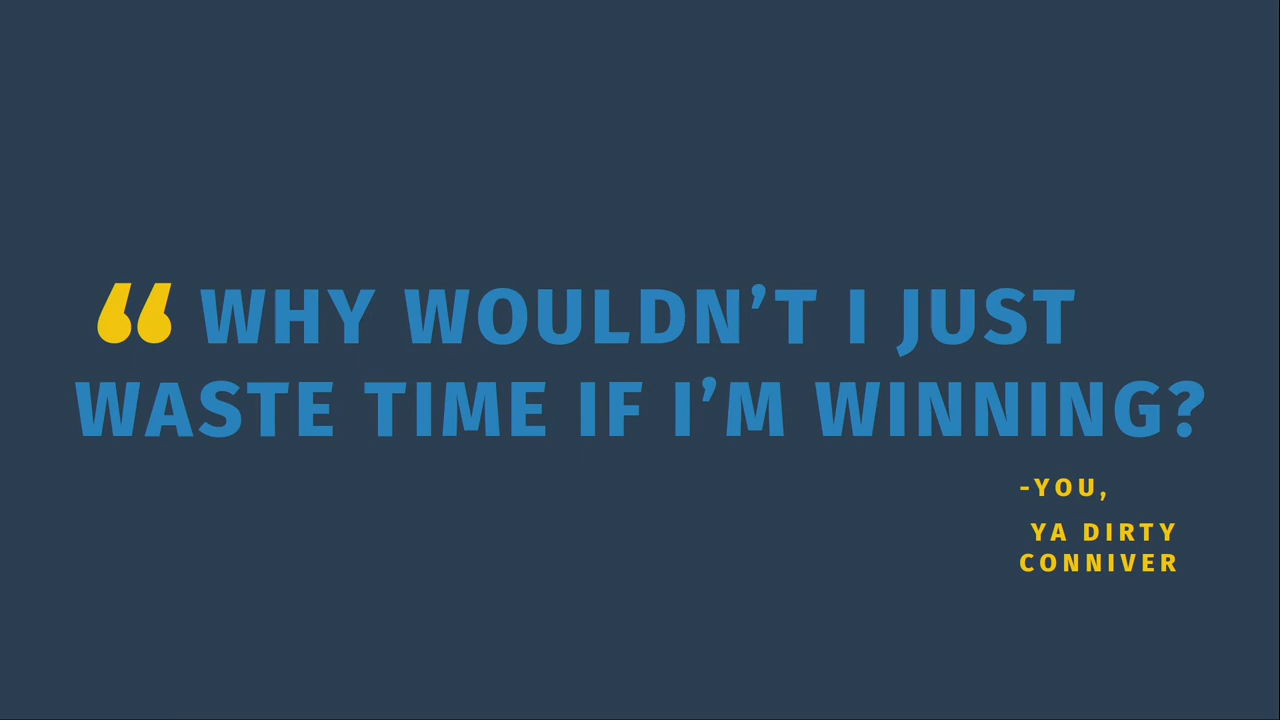 “ WHY WOULDN’T I JUST
WASTE TIME IF I’M WINNING?
-YOU,
YA DIRTY
CONNIVER